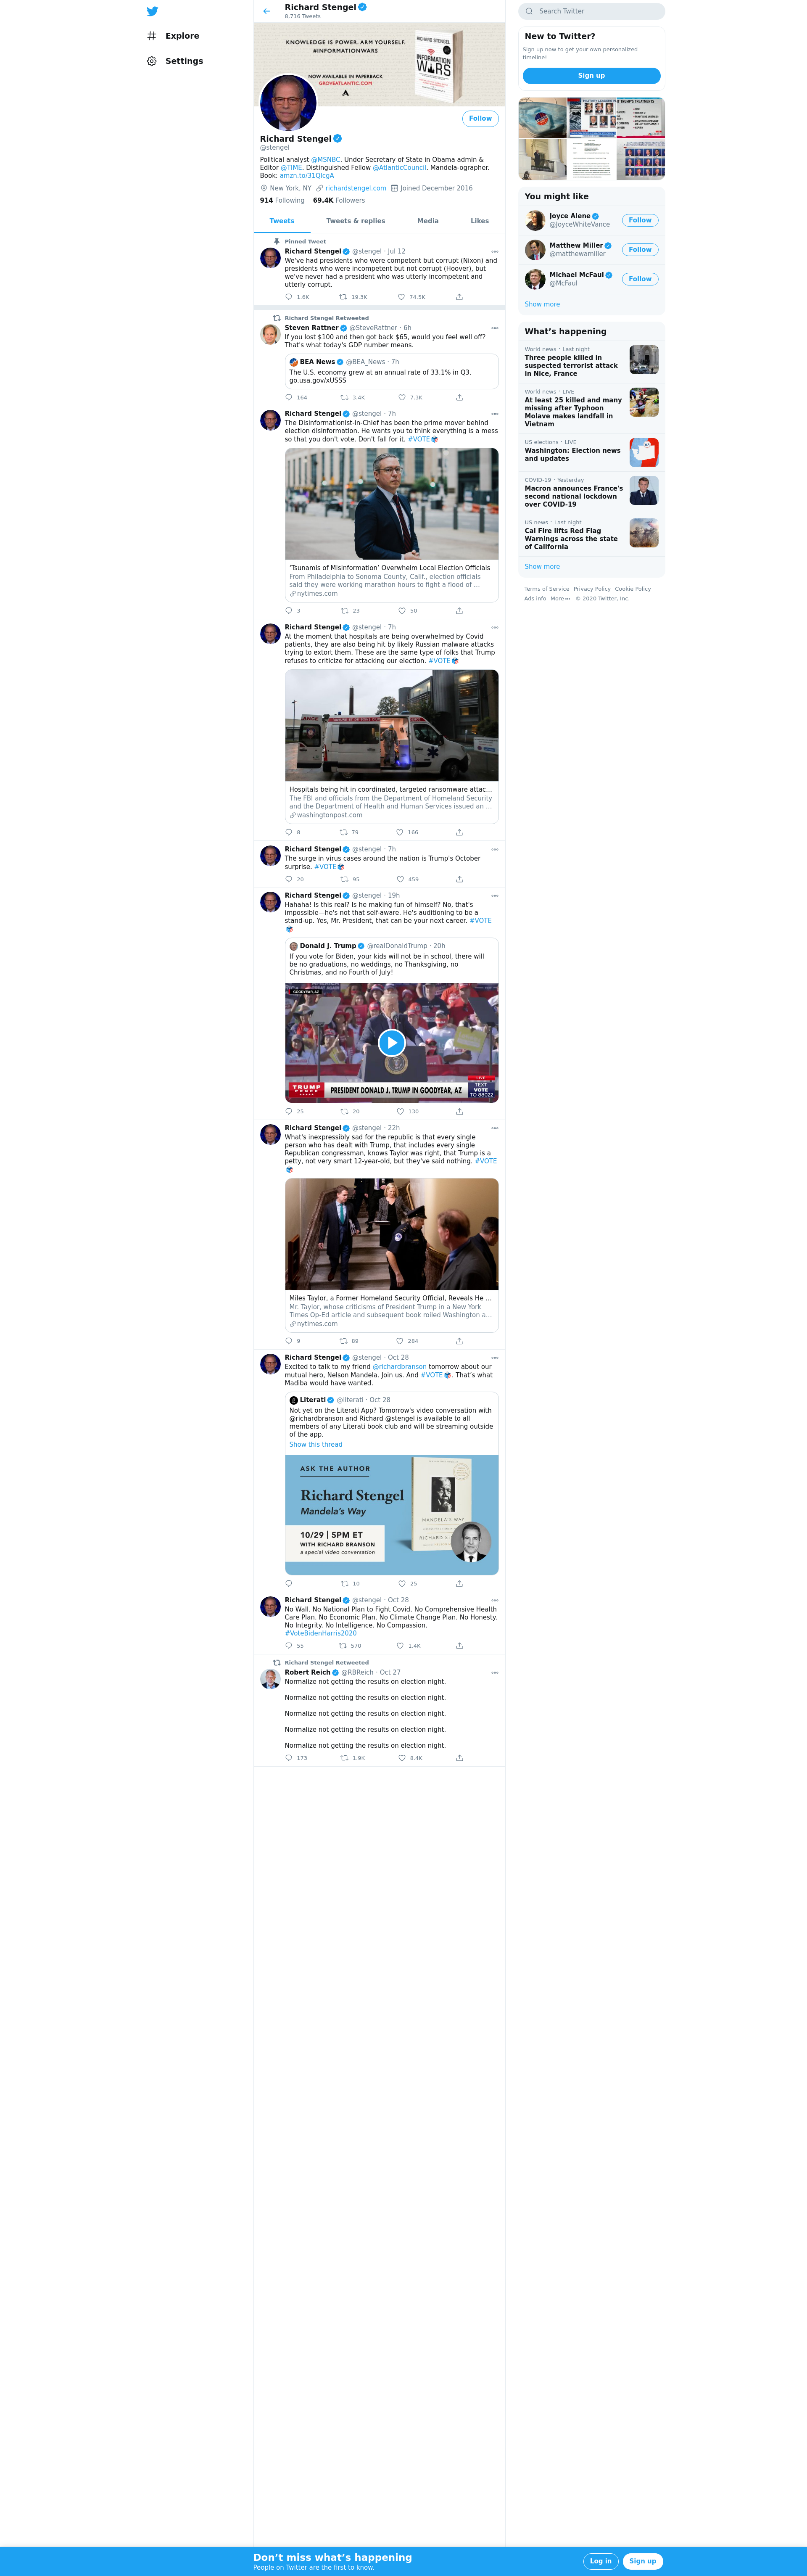 Explore
Settings
Richard Stengel
8,716 Tweets
KNOWLEDGE IS POWER. ARM YOURSELF.
#INFORMATIONWARS
NOW AVAILABLE IN PAPERBACK
GROVEATLANTIC.COM
RICHARD STENGEL
INFORMATION
WARS
Follow
Richard Stengel
@stengel
Political analyst @MSNBC. Under Secretary of State in Obama admin &
Editor @TIME. Distinguished Fellow @AtlanticCouncil. Mandela-ographer.
Book: amzn.to/31QIcgA
New York, NY richardstengel.com Joined December 2016
914 Following 69.4K Followers
Tweets Tweets & replies Media Likes
Pinned Tweet
Richard Stengel @stengel · Jul 12
We've had presidents who were competent but corrupt (Nixon) and
presidents who were incompetent but not corrupt (Hoover), but
we've never had a president who was utterly incompetent and
utterly corrupt.
1.6K 19.3K 74.5K
Richard Stengel Retweeted
Steven Rattner @SteveRattner · 6h
If you lost $100 and then got back $65, would you feel well off?
That's what today's GDP number means.
BEA News @BEA_News · 7h
The U.S. economy grew at an annual rate of 33.1% in Q3.
go.usa.gov/xUSSS
164 3.4K 7.3K
Richard Stengel @stengel · 7h
The Disinformationist-in-Chief has been the prime mover behind
election disinformation. He wants you to think everything is a mess
so that you don't vote. Don't fall for it. #VOTE
‘Tsunamis of Misinformation’ Overwhelm Local Election Officials
From Philadelphia to Sonoma County, Calif., election officials
said they were working marathon hours to fight a flood of ...
nytimes.com
3 23 50
Richard Stengel @stengel · 7h
At the moment that hospitals are being overwhelmed by Covid
patients, they are also being hit by likely Russian malware attacks
trying to extort them. These are the same type of folks that Trump
refuses to criticize for attacking our election. #VOTE
Hospitals being hit in coordinated, targeted ransomware attac...
The FBI and officials from the Department of Homeland Security
and the Department of Health and Human Services issued an ...
washingtonpost.com
8 79 166
Richard Stengel @stengel · 7h
The surge in virus cases around the nation is Trump's October
surprise. #VOTE
20 95 459
Richard Stengel @stengel · 19h
Hahaha! Is this real? Is he making fun of himself? No, that's
impossible—he's not that self-aware. He's auditioning to be a
stand-up. Yes, Mr. President, that can be your next career. #VOTE
Donald J. Trump @realDonaldTrump · 20h
If you vote for Biden, your kids will not be in school, there will
be no graduations, no weddings, no Thanksgiving, no
Christmas, and no Fourth of July!
GOODYEAR, AZ
TRUMP
PENCE
PRESIDENT DONALD J. TRUMP IN GOODYEAR, AZ
LIVE
TEXT
VOTE
TO 88022
25 20 130
Richard Stengel @stengel · 22h
What's inexpressibly sad for the republic is that every single
person who has dealt with Trump, that includes every single
Republican congressman, knows Taylor was right, that Trump is a
petty, not very smart 12-year-old, but they've said nothing. #VOTE
Miles Taylor, a Former Homeland Security Official, Reveals He ...
Mr. Taylor, whose criticisms of President Trump in a New York
Times Op-Ed article and subsequent book roiled Washington a...
nytimes.com
9 89 284
Richard Stengel @stengel · Oct 28
Excited to talk to my friend @richardbranson tomorrow about our
mutual hero, Nelson Mandela. Join us. And #VOTE. That's what
Madiba would have wanted.
Literati @literati · Oct 28
Not yet on the Literati App? Tomorrow's video conversation with
@richardbranson and Richard @stengel is available to all
members of any Literati book club and will be streaming outside
of the app.
Show this thread
ASK THE AUTHOR
Richard Stengel
Mandela's Way
10/29 | 5PM ET
WITH RICHARD BRANSON
a special video conversation
MANDELA'S WAY
RICHARD
10 25
Richard Stengel @stengel · Oct 28
No Wall. No National Plan to Fight Covid. No Comprehensive Health
Care Plan. No Economic Plan. No Climate Change Plan. No Honesty.
No Integrity. No Intelligence. No Compassion.
#VoteBidenHarris2020
55 570 1.4K
Richard Stengel Retweeted
Robert Reich @RBReich · Oct 27
Normalize not getting the results on election night.
Normalize not getting the results on election night.
Normalize not getting the results on election night.
Normalize not getting the results on election night.
Normalize not getting the results on election night.
173 1.9K 8.4K
Search Twitter
New to Twitter?
Sign up now to get your own personalized
timeline!
Sign up
You might like
Joyce Alene
@JoyceWhiteVance
Follow
Matthew Miller
@matthewamiller
Follow
Michael McFaul
@McFaul
Follow
Show more
What’s happening
World news · Last night
Three people killed in
suspected terrorist attack
in Nice, France
World news · LIVE
At least 25 killed and many
missing after Typhoon
Molave makes landfall in
Vietnam
US elections · LIVE
Washington: Election news
and updates
COVID-19 · Yesterday
Macron announces France's
second national lockdown
over COVID-19
US news · Last night
Cal Fire lifts Red Flag
Warnings across the state
of California
Show more
Terms of Service Privacy Policy Cookie Policy
Ads info More © 2020 Twitter, Inc.
Don’t miss what’s happening
People on Twitter are the first to know.
Log in
Sign up